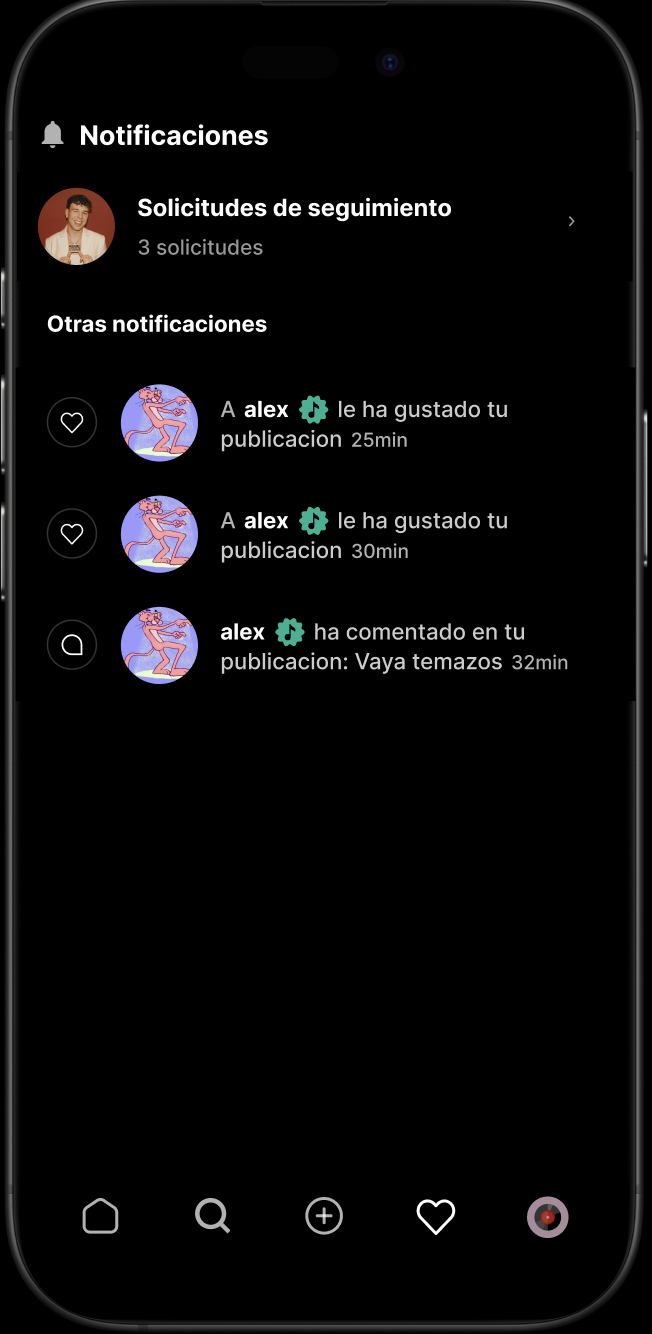 Notificaciones
Solicitudes de seguimiento
3 solicitudes
Otras notificaciones
A alex le ha gustado tu
publicacion 25min
A alex le ha gustado tu
publicacion 30min
alex ha comentado en tu
publicacion: Vaya temazos 32min